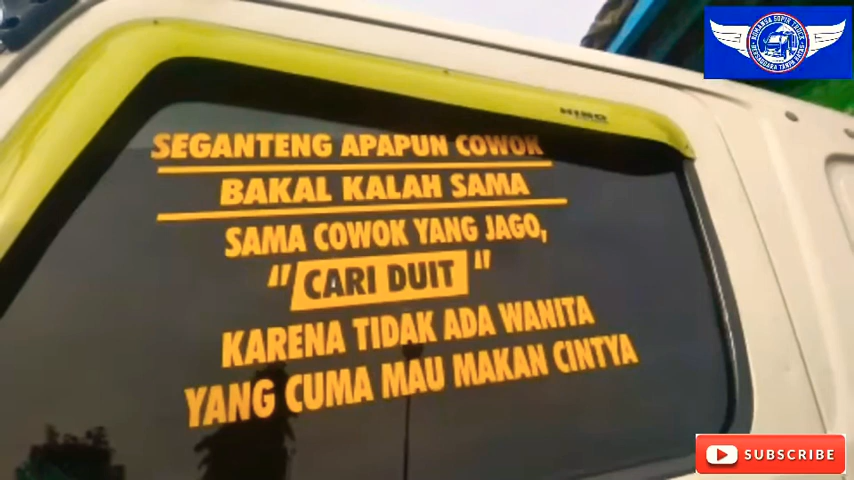 SEGANTENG APAPUN COWOK
BAKAL KALAH SAMA
SAMA COWOK YANG JAGO,
"CARI DUIT"
KARENA TIDAK ADA WANITA
YANG CUMA MAU MAKAN CINTYA
HINO
SUBSCRIBE